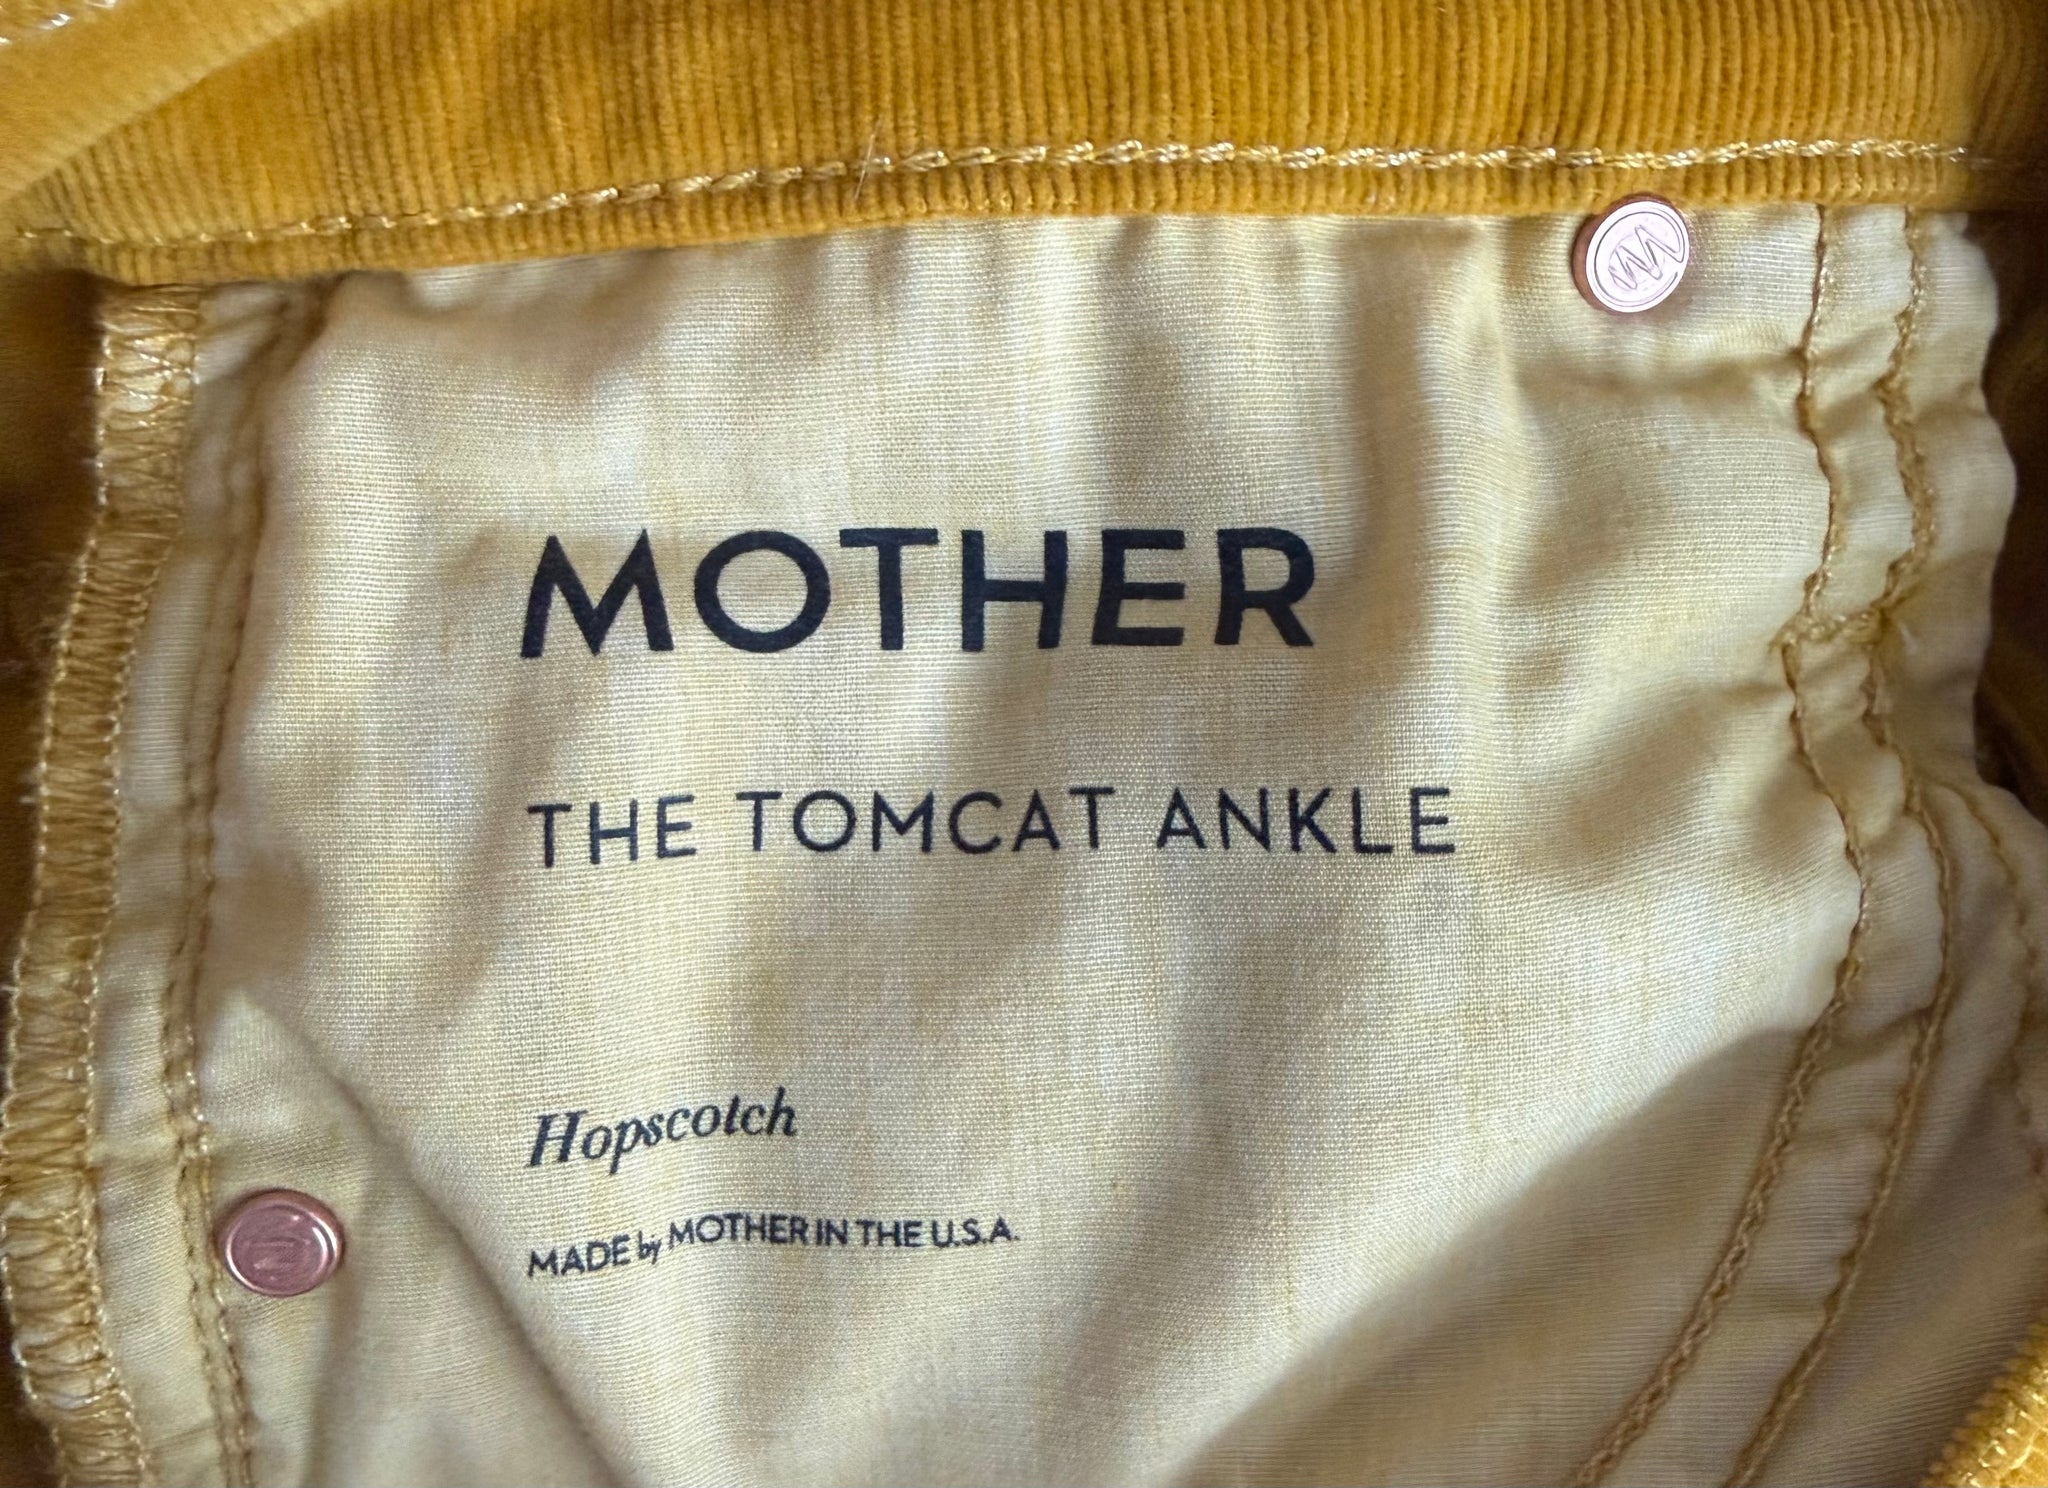 MOTHER
THE TOMCAT ANKLE
Hopscotch
MADE by MOTHER IN THE U.S.A.